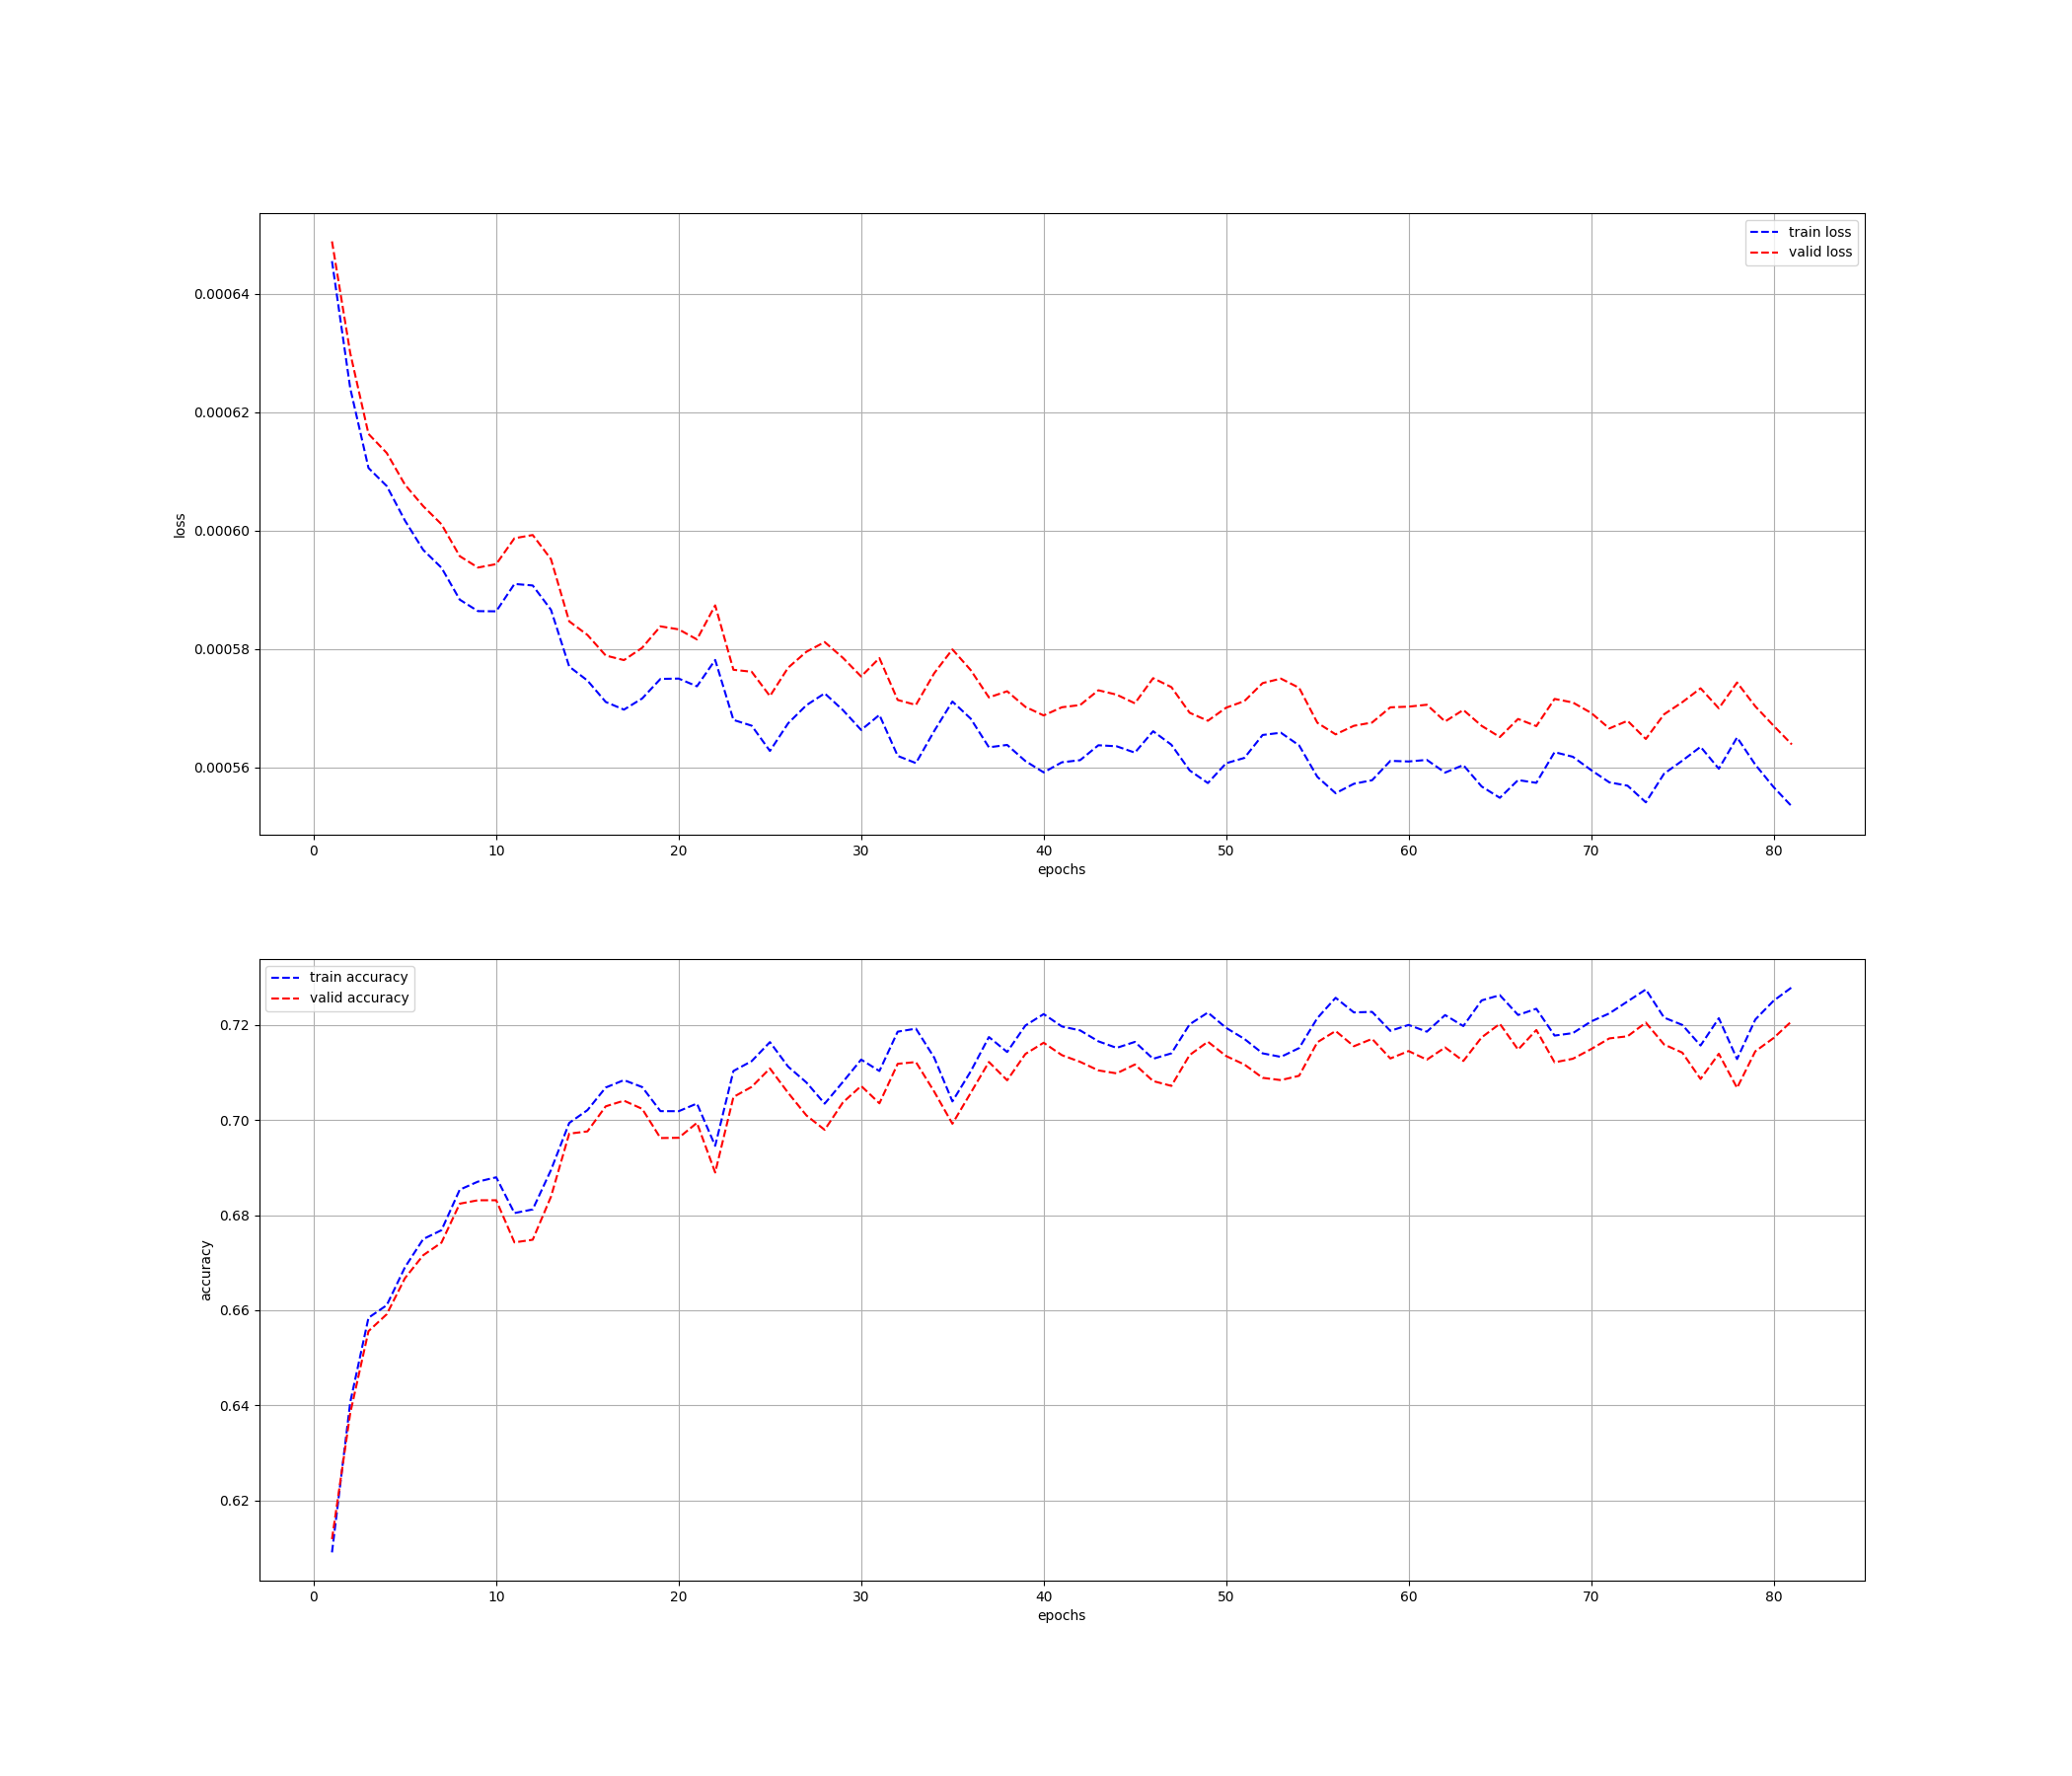 train loss
valid loss
0.00064
0.00062
0.00060
0.00058
0.00056
loss
0 10 20 30 40 50 60 70 80
epochs
train accuracy
valid accuracy
0.72
0.70
0.68
0.66
0.64
0.62
accuracy
0 10 20 30 40 50 60 70 80
epochs